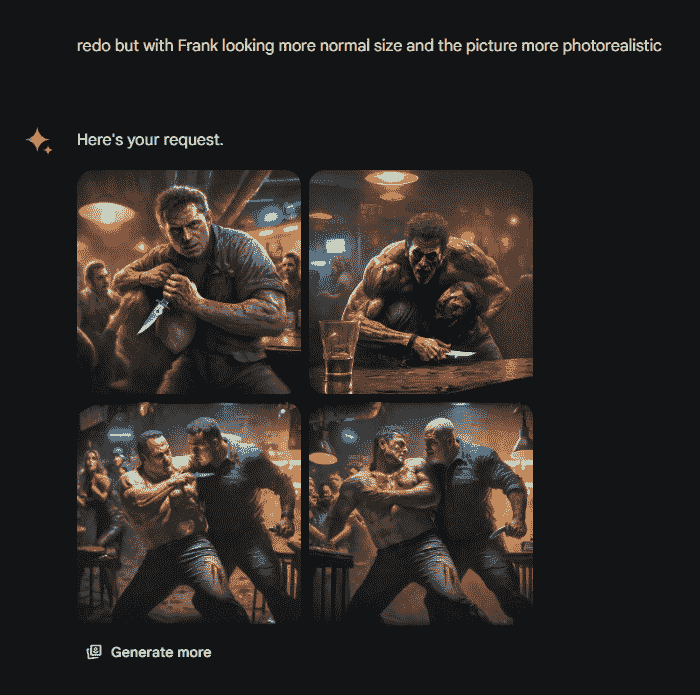 redo but with Frank looking more normal size and the picture more photorealistic
Here's your request.
Generate more